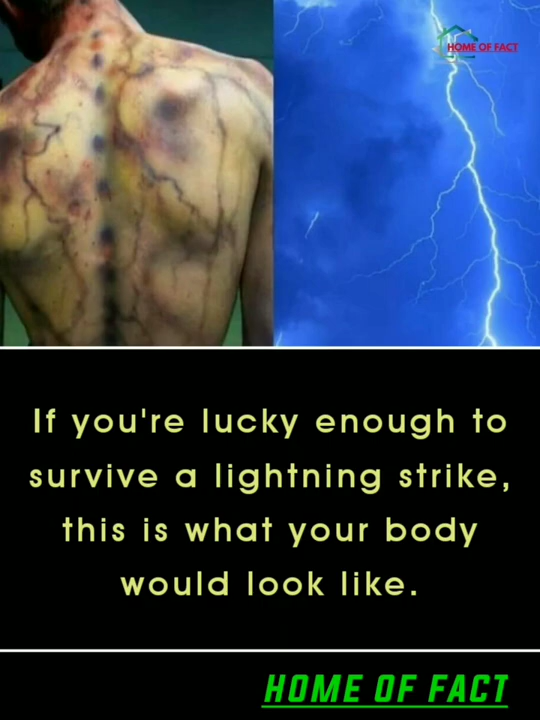 HOME OF FACT
If you're lucky enough to
survive a lightning strike,
this is what your body
would look like.
HOME OF FACT